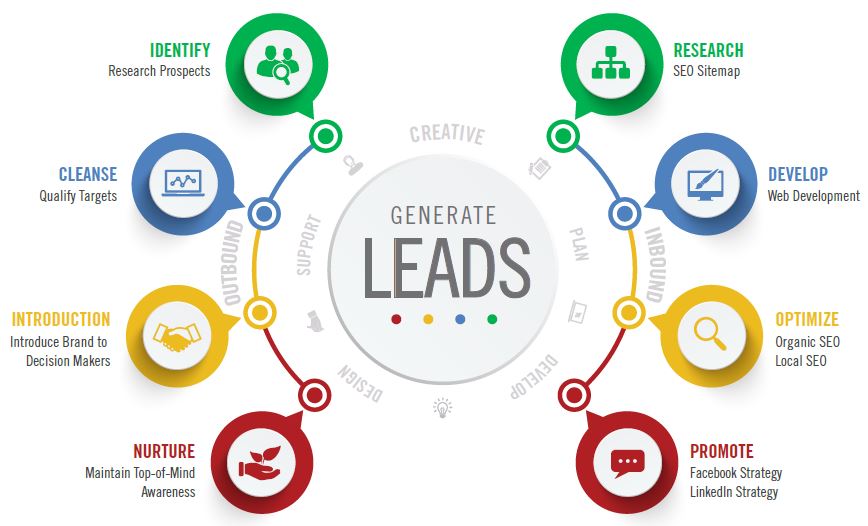 IDENTIFY
Research Prospects
RESEARCH
SEO Sitemap
CREATIVE
CLEANSE
Qualify Targets
DEVELOP
Web Development
GENERATE
LEADS
OUTBOUND
SUPPORT
PLAN
INBOUND
INTRODUCTION
Introduce Brand to
Decision Makers
OPTIMIZE
Organic SEO
Local SEO
DESIGN
DEVELOP
NURTURE
Maintain Top-of-Mind
Awareness
PROMOTE
Facebook Strategy
LinkedIn Strategy